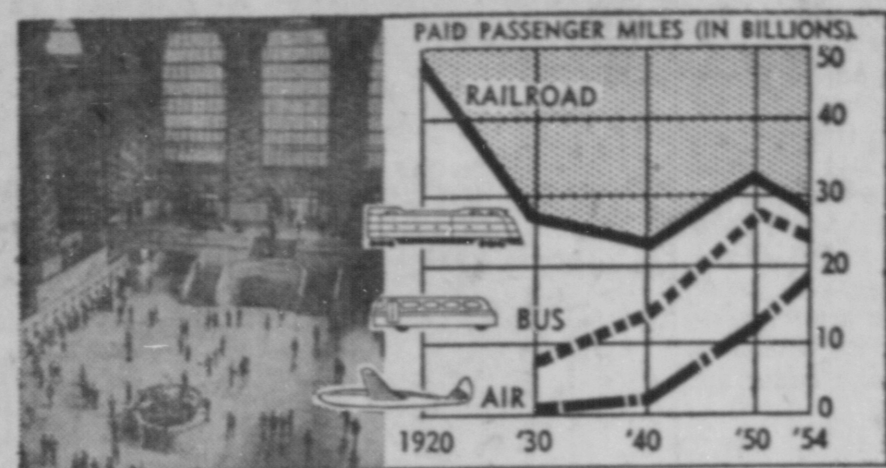 PAID PASSENGER MILES (IN BILLIONS)
50
RAILROAD
40
30
20
BUS
10
AIR
0
1920 '30 '40 '50 '54